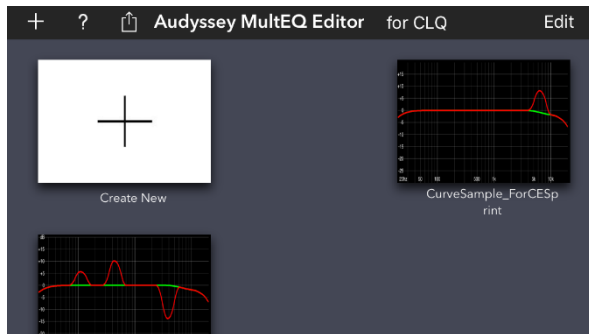 + ? Audyssey MultEQ Editor for CLQ Edit
Create New
CurveSample_ForCESp
rint